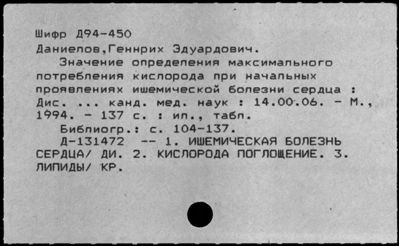 Шифр Д94-450
Даниелов,Геннрих Эдуардович.
Значение определения максимального
потребления кислорода при начальных
проявлениях ишемической болезни сердца :
Дис. ... канд. мед. наук : 14.00.06. - М.,
1994. - 137 с. : ил., табл.
Библиогр.: с. 104-137.
Д-131472 -- 1. ИШЕМИЧЕСКАЯ БОЛЕЗНЬ
СЕРДЦА/ ДИ. 2. КИСЛОРОДА ПОГЛОЩЕНИЕ. 3.
ЛИПИДЫ/ КР.